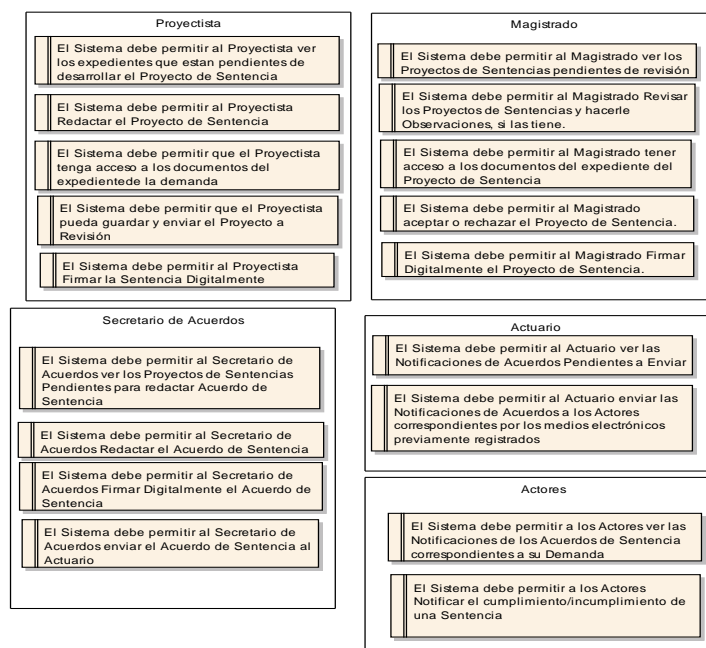 Proyectista
El Sistema debe permitir al Proyectista ver
los expedientes que estan pendientes de
desarrollar el Proyecto de Sentencia
El Sistema debe permitir al Proyectista
Redactar el Proyecto de Sentencia
El Sistema debe permitir que el Proyectista
tenga acceso a los documentos del
expedientede la demanda
El Sistema debe permitir que el Proyectista
pueda guardar y enviar el Proyecto a
Revisión
El Sistema debe permitir al Proyectista
Firmar la Sentencia Digitalmente
Magistrado
El Sistema debe permitir al Magistrado ver los
Proyectos de Sentencias pendientes de revisión
El Sistema debe permitir al Magistrado Revisar
los Proyectos de Sentencias y hacerle
Observaciones, si las tiene.
El Sistema debe permitir al Magistrado tener
acceso a los documentos del expediente del
Proyecto de Sentencia
El Sistema debe permitir al Magistrado
aceptar o rechazar el Proyecto de Sentencia.
El Sistema debe permitir al Magistrado Firmar
Digitalmente el Proyecto de Sentencia.
Secretario de Acuerdos
El Sistema debe permitir al Secretario de
Acuerdos ver los Proyectos de Sentencias
Pendientes para redactar Acuerdo de
Sentencia
El Sistema debe permitir al Secretario de
Acuerdos Redactar el Acuerdo de Sentencia
El Sistema debe permitir al Secretario de
Acuerdos Firmar Digitalmente el Acuerdo de
Sentencia
El Sistema debe permitir al Secretario de
Acuerdos enviar el Acuerdo de Sentencia al
Actuario
Actuario
El Sistema debe permitir al Actuario ver las
Notificaciones de Acuerdos Pendientes a Enviar
El Sistema debe permitir al Actuario enviar las
Notificaciones de Acuerdos a los Actores
correspondientes por los medios electrónicos
previamente registrados
Actores
El Sistema debe permitir a los Actores ver las
Notificaciones de los Acuerdos de Sentencia
correspondientes a su Demanda
El Sistema debe permitir a los Actores
Notificar el cumplimiento/incumplimiento de
una Sentencia